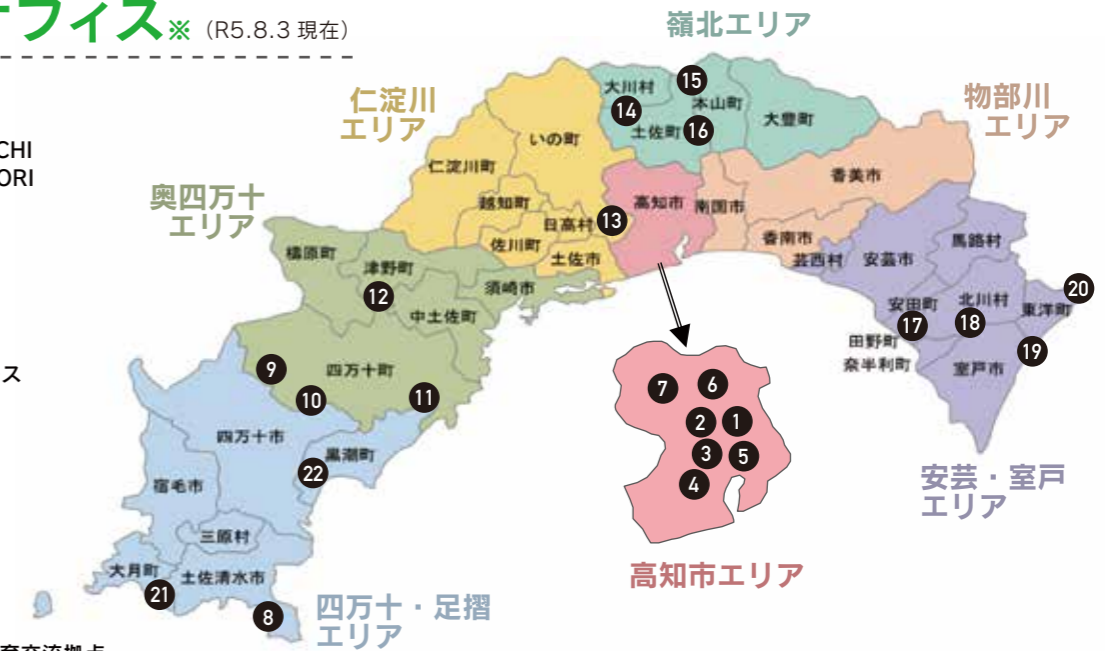 フィス※ (R5.8.3 現在)
嶺北エリア
仁淀川
エリア
物部川
エリア
CHI
ORI
奥四万十
エリア
大川村
15
本山町
14
土佐町
16
大豊町
いの町
仁淀川町
越知町
日高村
13
佐川町
土佐市
高知市
南国市
香美市
香南市
芸西村
安芸市
馬路村
檮原町
津野町
12
須崎市
中土佐町
安田町
17
北川村
18
東洋町
20
田野町
奈半利町
室戸市
19
ス
9
10
四万十町
11
7
6
2
1
3
5
4
四万十市
黒潮町
22
宿毛市
三原村
大月町
21
土佐清水市
8
安芸・室戸
エリア
高知市エリア
四万十・足摺
エリア
交流拠点